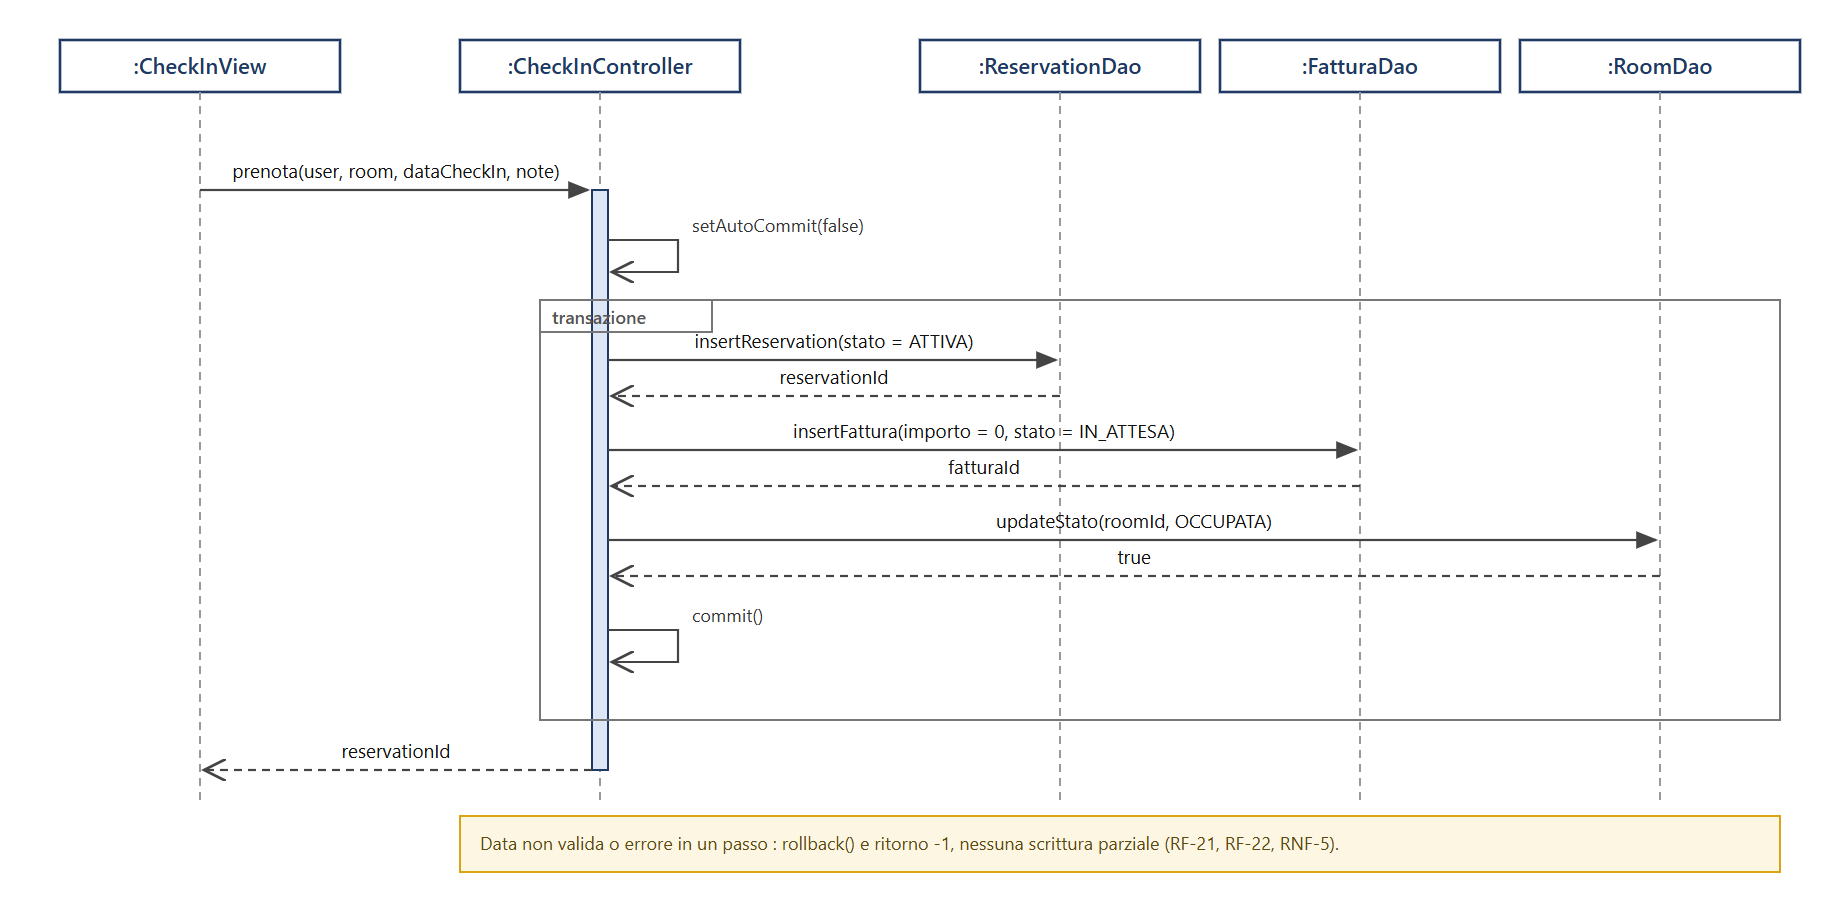 :CheckInView
:CheckInController
:ReservationDao
:FatturaDao
:RoomDao
prenota(user, room, dataCheckIn, note)
setAutoCommit(false)
transazione
insertReservation(stato = ATTIVA)
reservationId
insertFattura(importo = 0, stato = IN_ATTESA)
fatturaId
updateStato(roomId, OCCUPATA)
true
commit()
reservationId
Data non valida o errore in un passo : rollback() e ritorno -1, nessuna scrittura parziale (RF-21, RF-22, RNF-5).